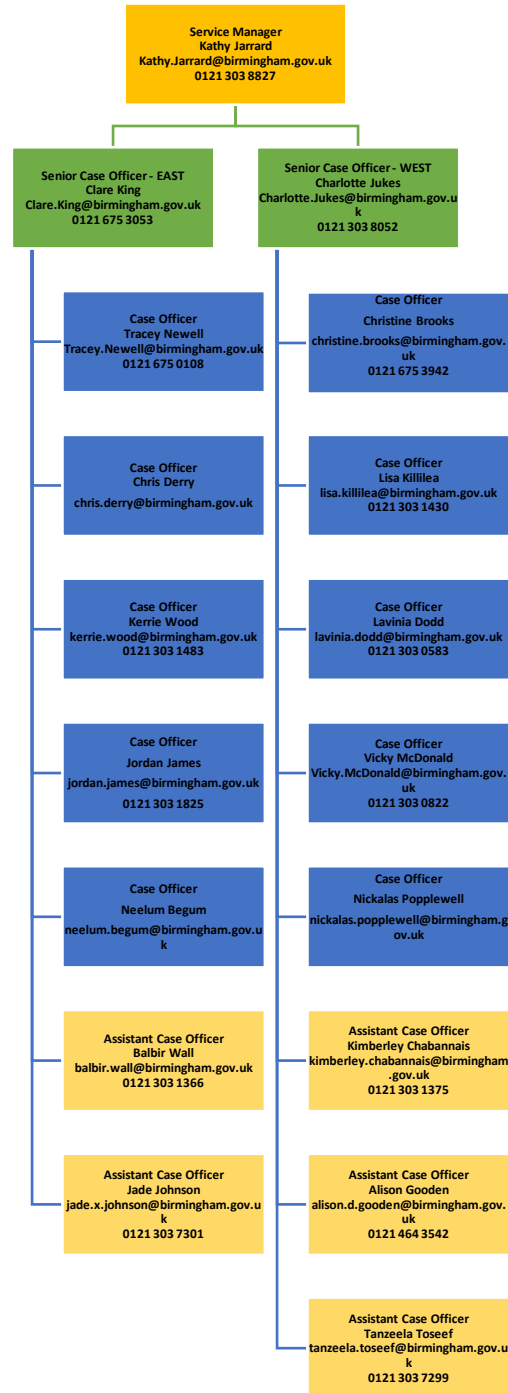 Service Manager
Kathy Jarrard
Kathy.Jarrard@birmingham.gov.uk
0121 303 8827
Senior Case Officer - EAST
Clare King
Clare.King@birmingham.gov.uk
0121 675 3053
Senior Case Officer - WEST
Charlotte Jukes
Charlotte.Jukes@birmingham.gov.u
k
0121 303 8052
Case Officer
Tracey Newell
Tracey.Newell@birmingham.gov.uk
0121 675 0108
Case Officer
Chris Derry
chris.derry@birmingham.gov.uk
Case Officer
Kerrie Wood
kerrie.wood@birmingham.gov.uk
0121 303 1483
Case Officer
Jordan James
jordan.james@birmingham.gov.uk
0121 303 1825
Case Officer
Neelum Begum
neelum.begum@birmingham.gov.u
k
Assistant Case Officer
Balbir Wall
balbir.wall@birmingham.gov.uk
0121 303 1366
Assistant Case Officer
Jade Johnson
jade.x.johnson@birmingham.gov.u
k
0121 303 7301
Case Officer
Christine Brooks
christine.brooks@birmingham.gov.
uk
0121 675 3942
Case Officer
Lisa Killilea
lisa.killilea@birmingham.gov.uk
0121 303 1430
Case Officer
Lavinia Dodd
lavinia.dodd@birmingham.gov.uk
0121 303 0583
Case Officer
Vicky McDonald
Vicky.McDonald@birmingham.gov.
uk
0121 303 0822
Case Officer
Nickalas Popplewell
nickalas.popplewell@birmingham.g
ov.uk
Assistant Case Officer
Kimberley Chabannais
kimberley.chabannais@birmingham
.gov.uk
0121 303 1375
Assistant Case Officer
Alison Gooden
alison.d.gooden@birmingham.gov.
uk
0121 464 3542
Assistant Case Officer
Tanzeela Toseef
tanzeela.toseef@birmingham.gov.u
k
0121 303 7299